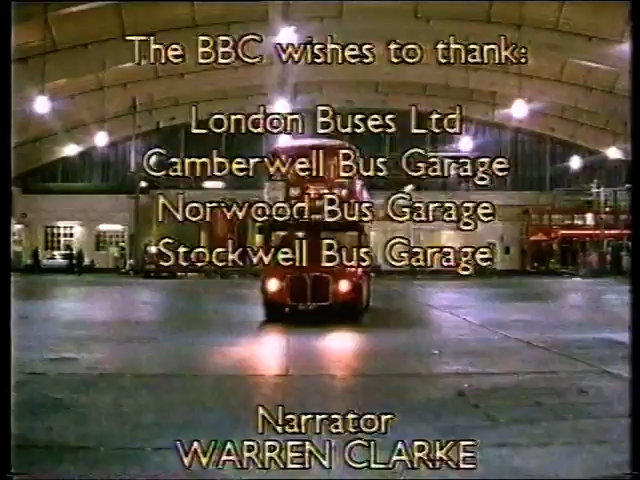 The BBC wishes to thank:
London Buses Ltd
Camberwell Bus Garage
Norwood Bus Garage
Stockwell Bus Garage
Narrator
WARREN CLARKE